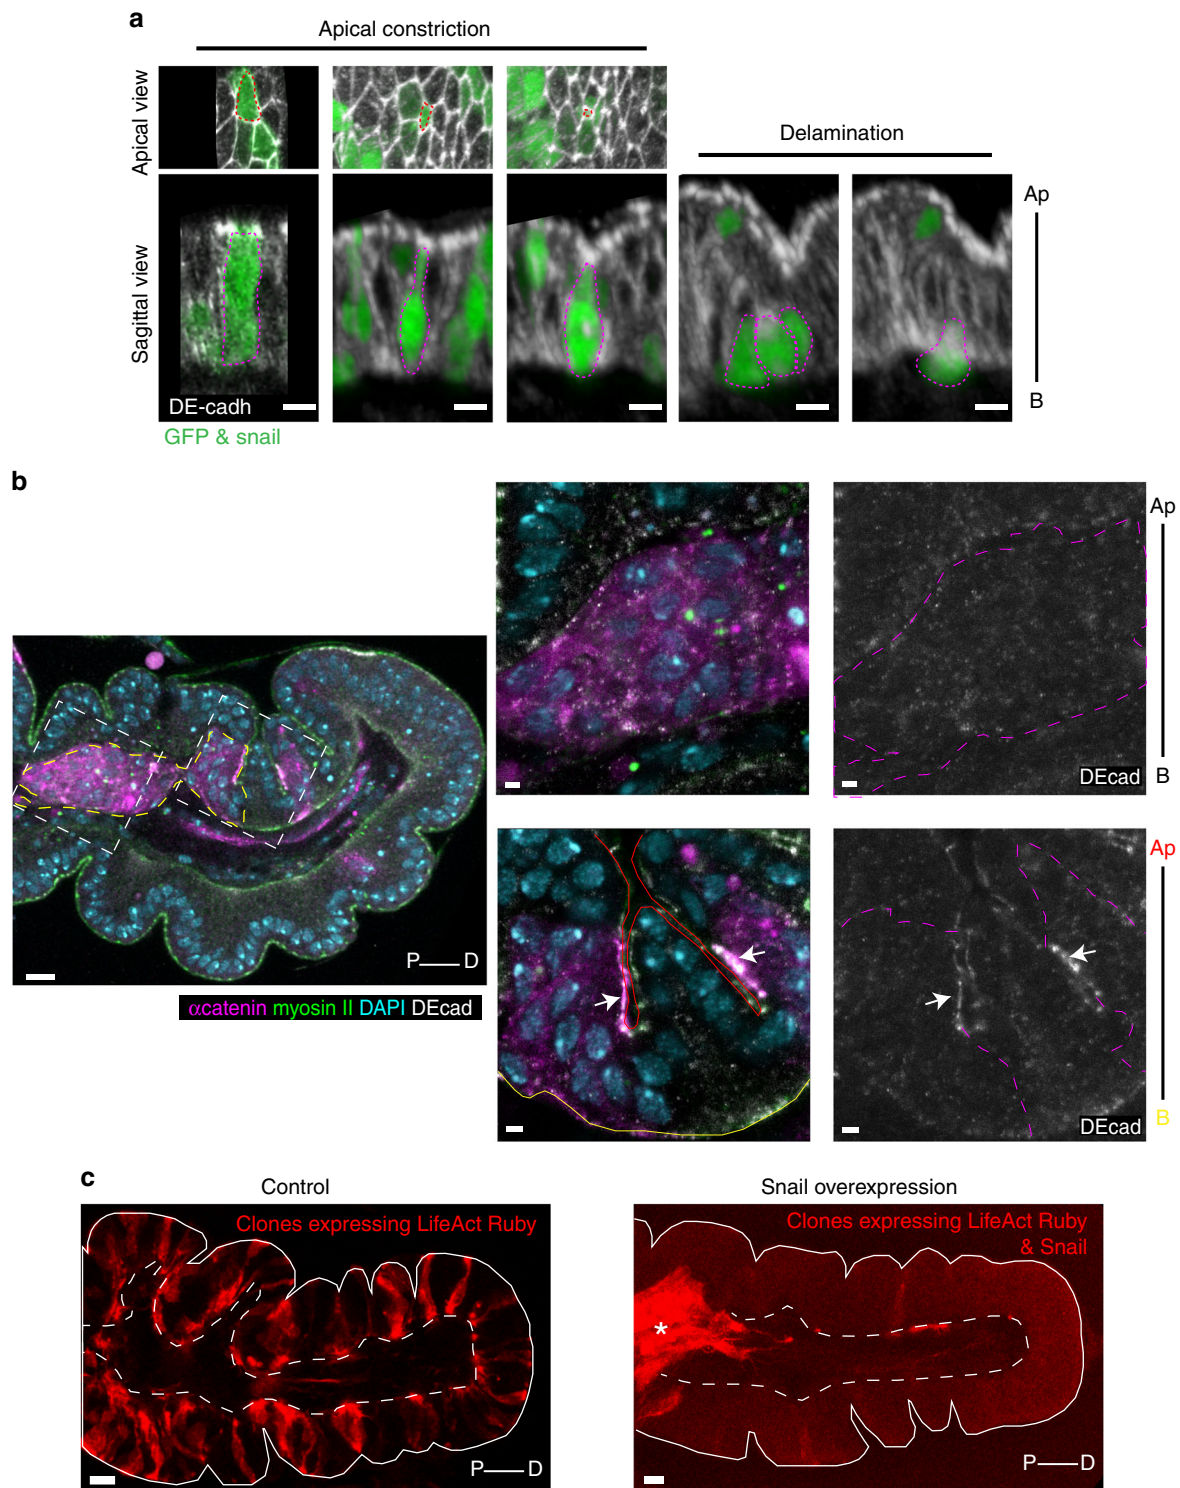 a
Apical constriction
Apical view
Delamination
Sagittal view
Ap
B
DE-cadh
GFP & snail
b
Ap
B
DEcad
P D
αcatenin myosin II DAPI DEcad
Ap
B
DEcad
c
Control
Snail overexpression
Clones expressing LifeAct Ruby
Clones expressing LifeAct Ruby
& Snail
*
P D
P D